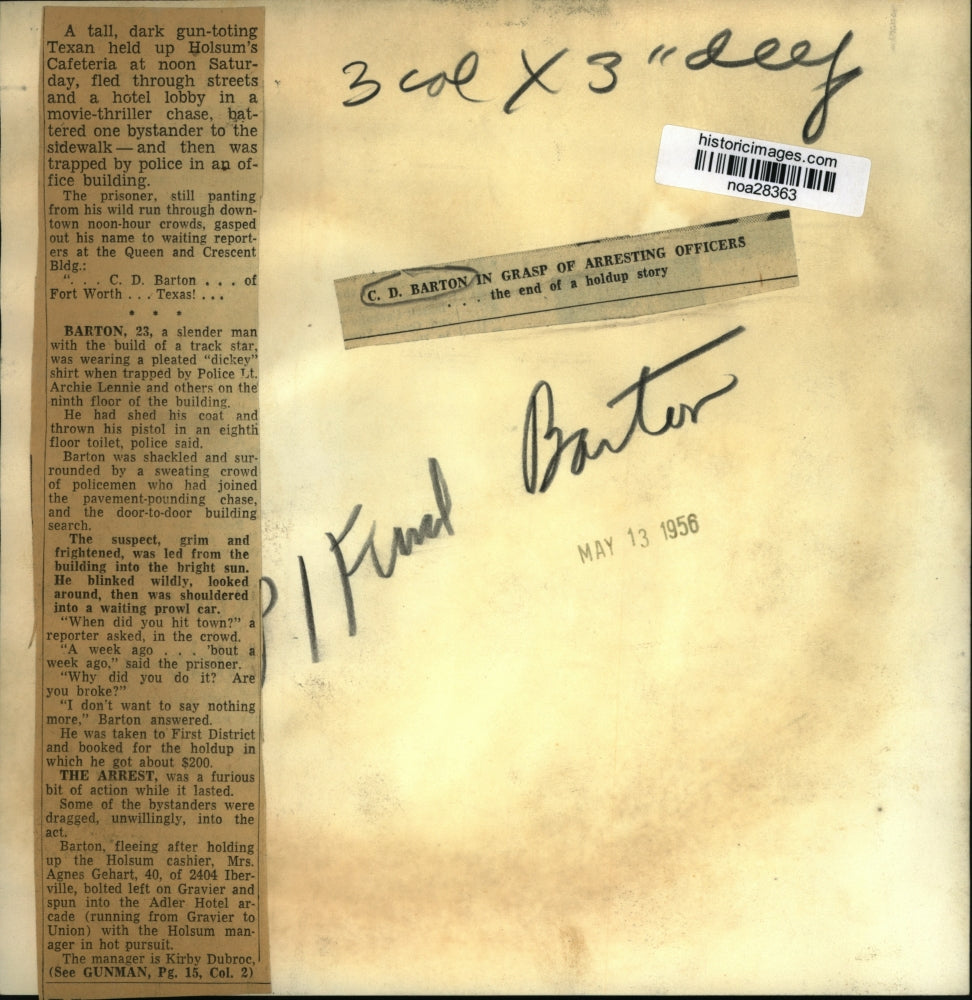 A tall, dark gun-toting
Texan held up Holsum's
Cafeteria at noon Satur-
day, fled through streets
and a hotel lobby in a
movie-thriller chase, bat-
tered one bystander to the
sidewalk — and then was
trapped by police in an of-
fice building.
The prisoner, still panting
from his wild run through down-
town noon-hour crowds, gasped
out his name to waiting report-
ers at the Queen and Crescent
Bldg.:
". . . C. D. Barton . . . of
Fort Worth . . . Texas! . . .
* * *
BARTON, 23, a slender man
with the build of a track star,
was wearing a pleated "dickey"
shirt when trapped by Police Lt.
Archie Lennie and others on the
ninth floor of the building.
He had shed his coat and
thrown his pistol in an eighth
floor toilet, police said.
Barton was shackled and sur-
rounded by a sweating crowd
of policemen who had joined
the pavement-pounding chase,
and the door-to-door building
search.
The suspect, grim and
frightened, was led from the
building into the bright sun.
He blinked wildly, looked
around, then was shouldered
into a waiting prowl car.
"When did you hit town?" a
reporter asked, in the crowd.
"A week ago . . . 'bout a
week ago," said the prisoner.
"Why did you do it? Are
you broke?"
"I don't want to say nothing
more," Barton answered.
He was taken to First District
and booked for the holdup in
which he got about $200.
THE ARREST, was a furious
bit of action while it lasted.
Some of the bystanders were
dragged, unwillingly, into the
act.
Barton, fleeing after holding
up the Holsum cashier, Mrs.
Agnes Gehart, 40, of 2404 Iber-
ville, bolted left on Gravier and
spun into the Adler Hotel ar-
cade (running from Gravier to
Union) with the Holsum man-
ager in hot pursuit.
The manager is Kirby Dubroc,
(See GUNMAN, Pg. 15, Col. 2)
3 col X 3" deep
historicimages.com
noa28363
C. D. BARTON IN GRASP OF ARRESTING OFFICERS
. . . the end of a holdup story
Barton
MAY 13 1956